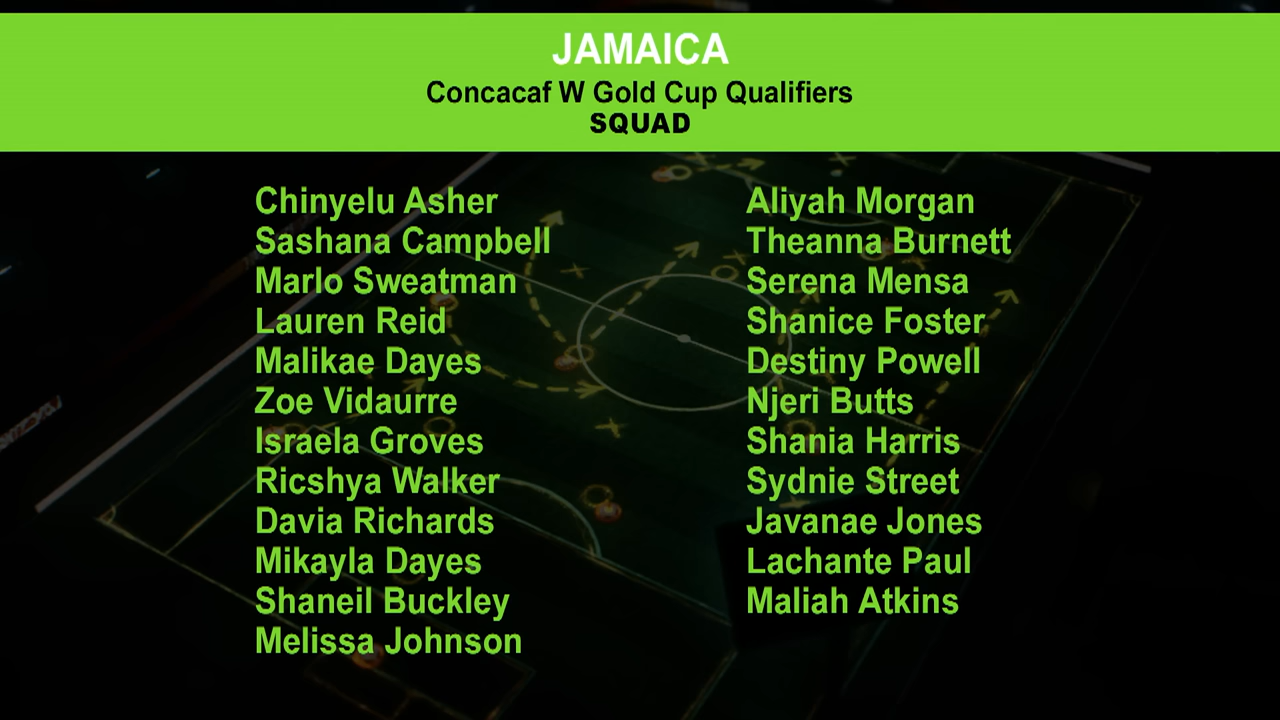 JAMAICA
Concacaf W Gold Cup Qualifiers
SQUAD
Chinyelu Asher
Sashana Campbell
Marlo Sweatman
Lauren Reid
Malikae Dayes
Zoe Vidaurre
Israela Groves
Ricshya Walker
Davia Richards
Mikayla Dayes
Shaneil Buckley
Melissa Johnson
Aliyah Morgan
Theanna Burnett
Serena Mensa
Shanice Foster
Destiny Powell
Njeri Butts
Shania Harris
Sydnie Street
Javanae Jones
Lachante Paul
Maliah Atkins